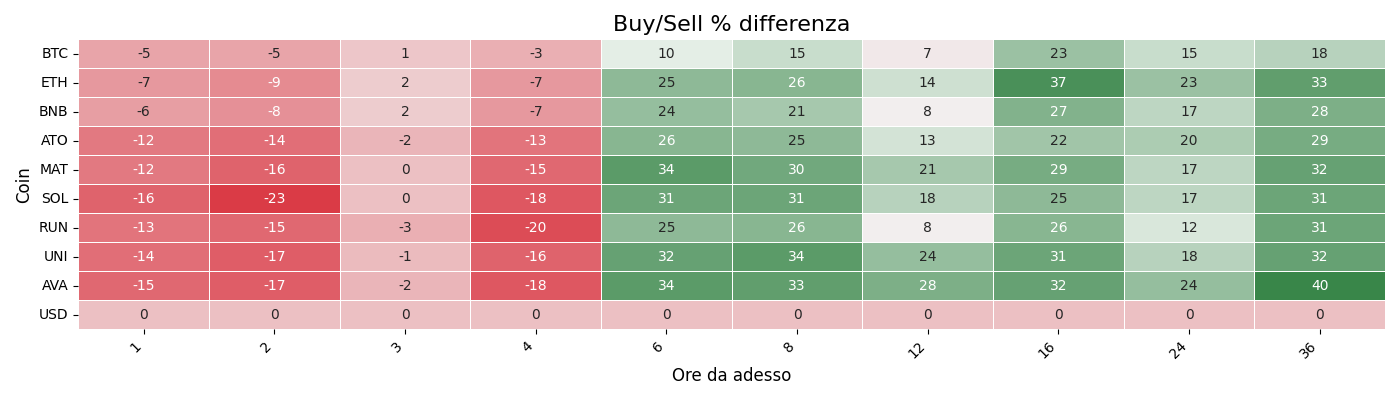 Buy/Sell % differenza
Coin
BTC -5 -5 1 -3 10 15 7 23 15 18
ETH -7 -9 2 -7 25 26 14 37 23 33
BNB -6 -8 2 -7 24 21 8 27 17 28
ATO -12 -14 -2 -13 26 25 13 22 20 29
MAT -12 -16 0 -15 34 30 21 29 17 32
SOL -16 -23 0 -18 31 31 18 25 17 31
RUN -13 -15 -3 -20 25 26 8 26 12 31
UNI -14 -17 -1 -16 32 34 24 31 18 32
AVA -15 -17 -2 -18 34 33 28 32 24 40
USD 0 0 0 0 0 0 0 0 0 0
1 2 3 4 6 8 12 16 24 36
Ore da adesso